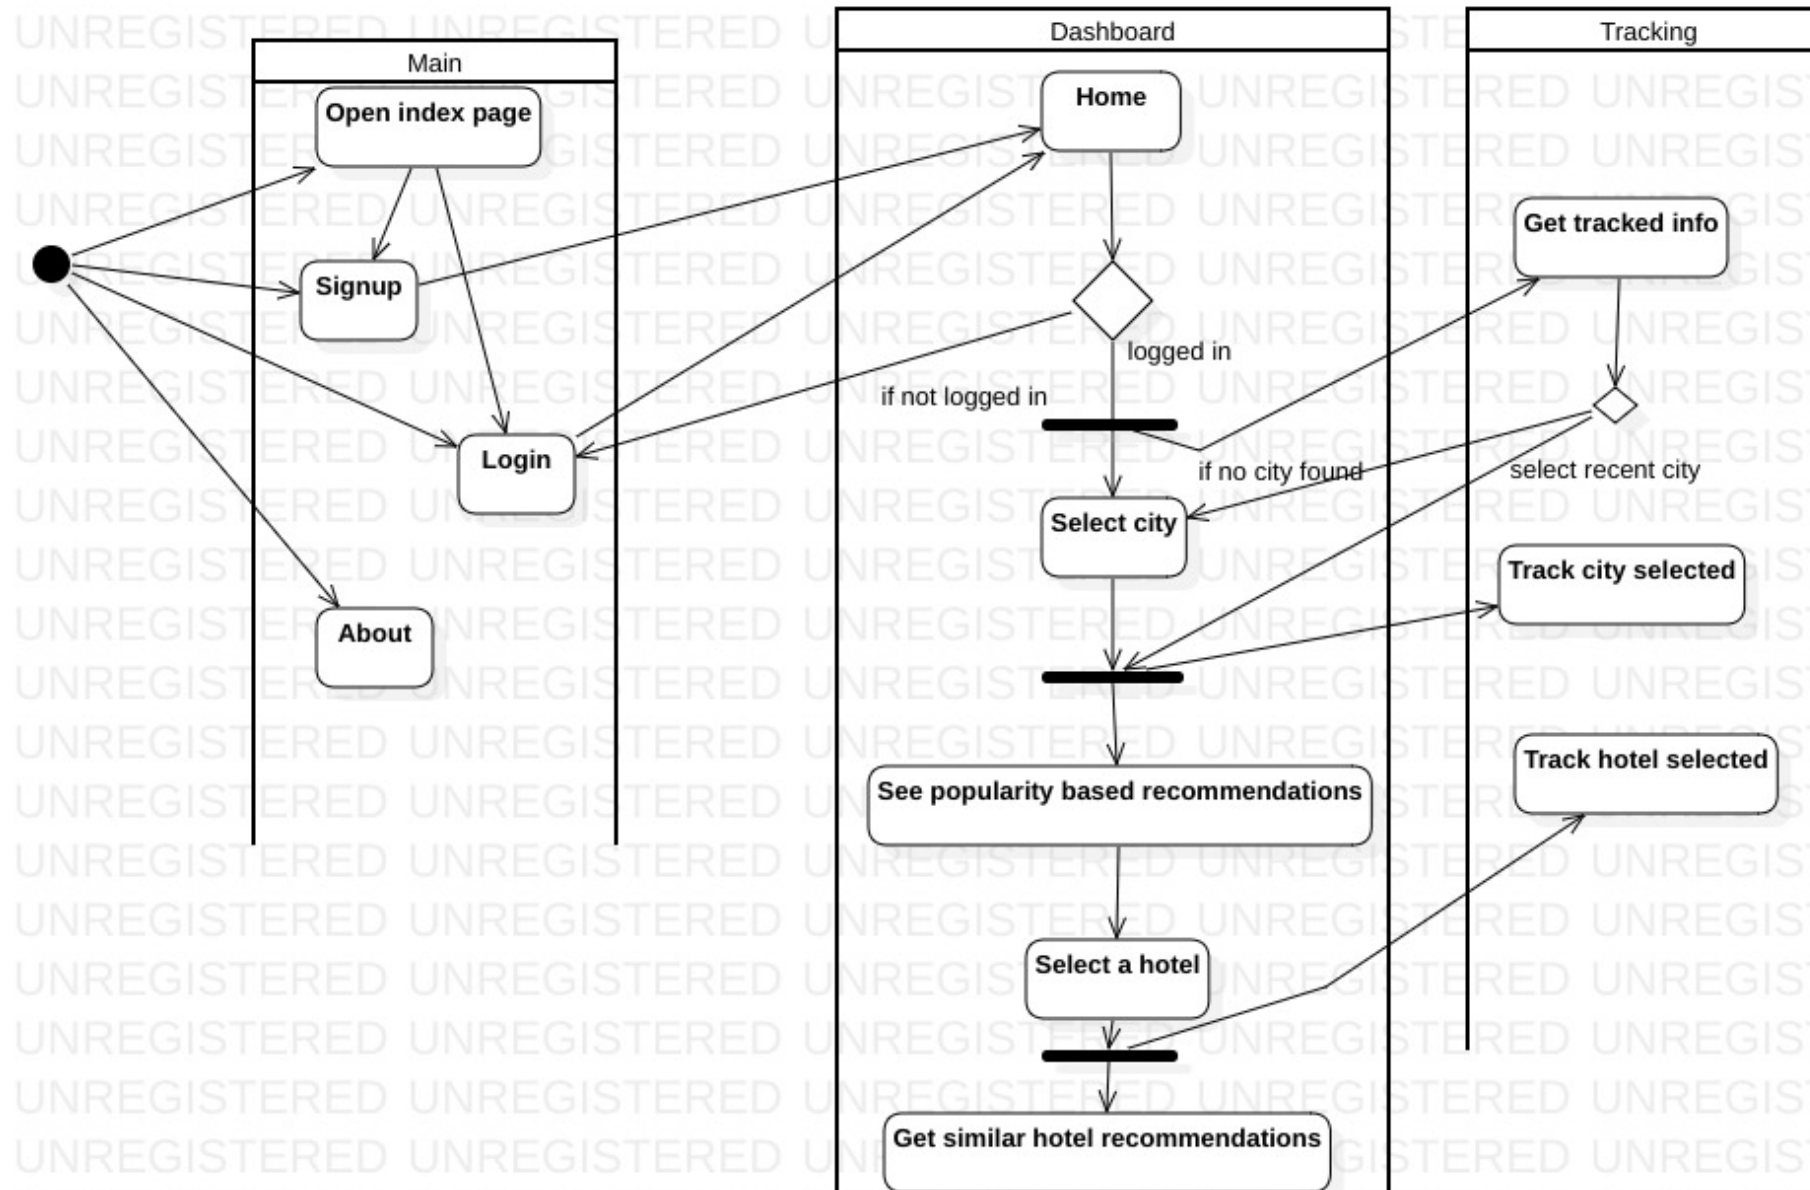 Main
Open index page
Signup
Login
About
Dashboard
Home
logged in
if not logged in
if no city found
Select city
See popularity based recommendations
Select a hotel
Get similar hotel recommendations
Tracking
Get tracked info
select recent city
Track city selected
Track hotel selected
UNREGISTERED